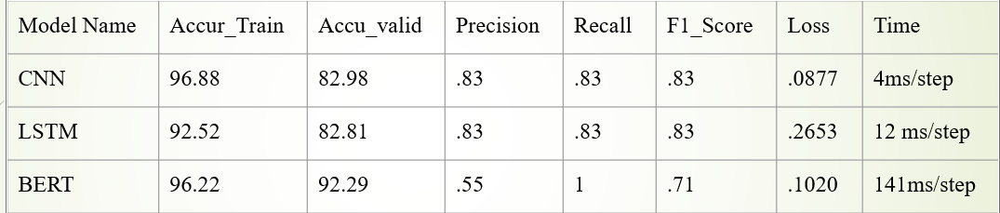 Model Name Accur_Train Accu_valid Precision Recall F1_Score Loss Time
CNN 96.88 82.98 .83 .83 .83 .0877 4ms/step
LSTM 92.52 82.81 .83 .83 .83 .2653 12 ms/step
BERT 96.22 92.29 .55 1 .71 .1020 141ms/step